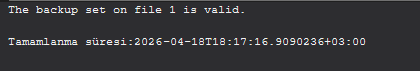 The backup set on file 1 is valid.
Tamamlanma süresi:2026-04-18T18:17:16.9090236+03:00